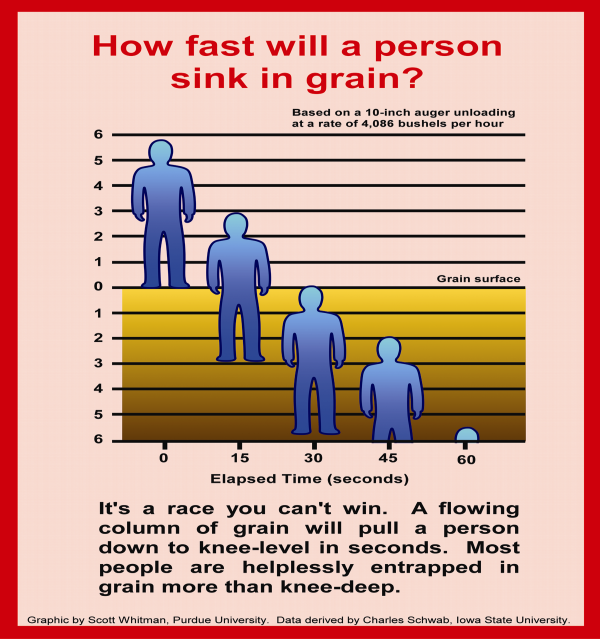 How fast will a person
sink in grain?
Based on a 10-inch auger unloading
at a rate of 4,086 bushels per hour
6
5
4
3
2
1
Grain surface
0
1
2
3
4
5
6
0 15 30 45 60
Elapsed Time (seconds)
It's a race you can't win. A flowing
column of grain will pull a person
down to knee-level in seconds. Most
people are helplessly entrapped in
grain more than knee-deep.
Graphic by Scott Whitman, Purdue University. Data derived by Charles Schwab, Iowa State University.